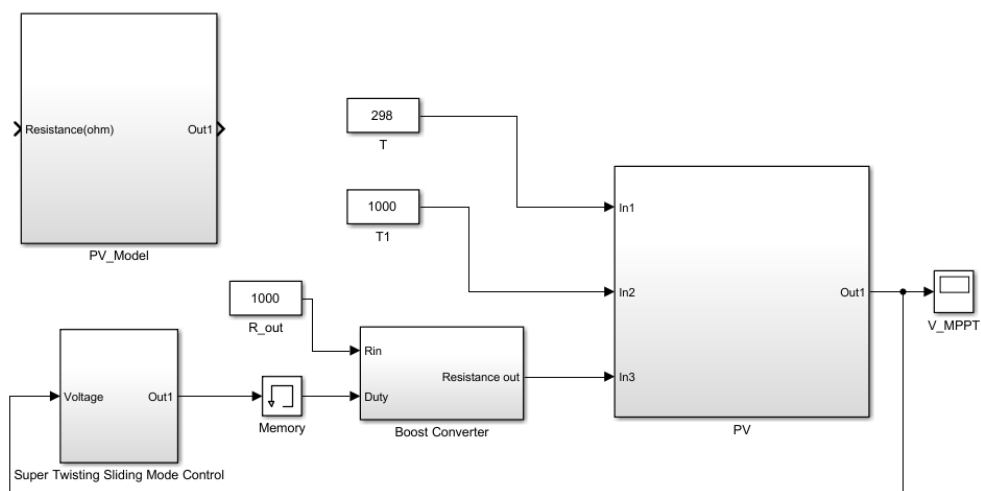 Resistance(ohm)
Out1
PV_Model
298
T
1000
T1
In1
In2
In3
Out1
PV
V_MPPT
1000
R_out
Rin
Duty
Resistance out
Boost Converter
Voltage
Out1
Super Twisting Sliding Mode Control
Memory